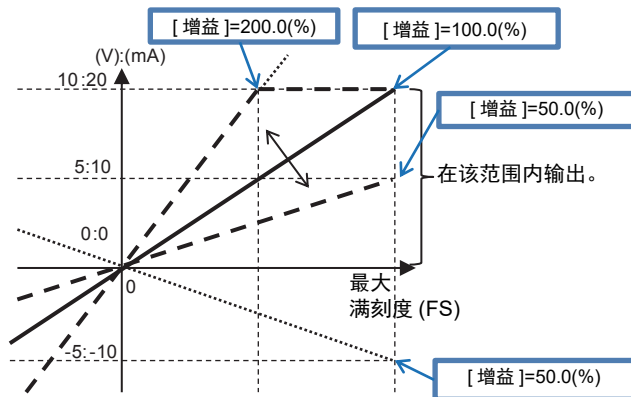 [ 增益 ]=200.0(%)
[ 增益 ]=100.0(%)
(V):(mA)
10:20
[ 增益 ]=50.0(%)
5:10
在该范围内输出。
0:0
0
最大
满刻度 (FS)
-5:-10
[ 增益 ]=50.0(%)